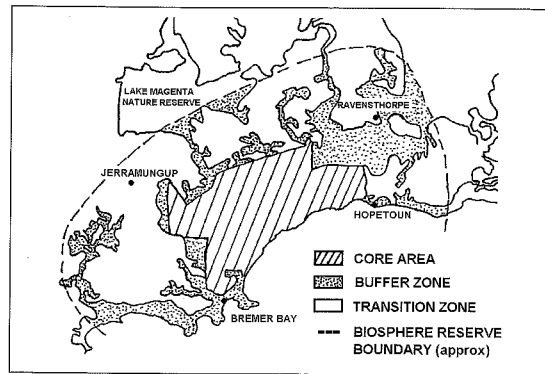 LAKE MAGENTA
NATURE RESERVE
RAVENSTHORPE
JERRAMUNGUP
HOPETOUN
BREMER BAY
CORE AREA
BUFFER ZONE
TRANSITION ZONE
BIOSPHERE RESERVE
BOUNDARY (approx)